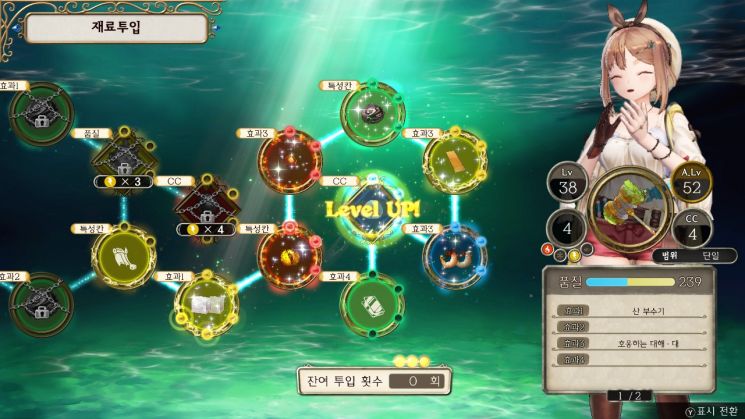 재료투입
효과1
특성칸
품질
효과3
효과3
× 3
CC
CC
Level UP!
× 4
특성칸
특성칸
효과3
효과2
효과1
효과4
잔여 투입 횟수 0 회
Lv
38
A.Lv
52
4
CC
4
범위 단일
품질 239
효과1 산 부수기
효과2
효과3 호응하는 대해 - 대
효과4
1 / 2
Y 표시 전환